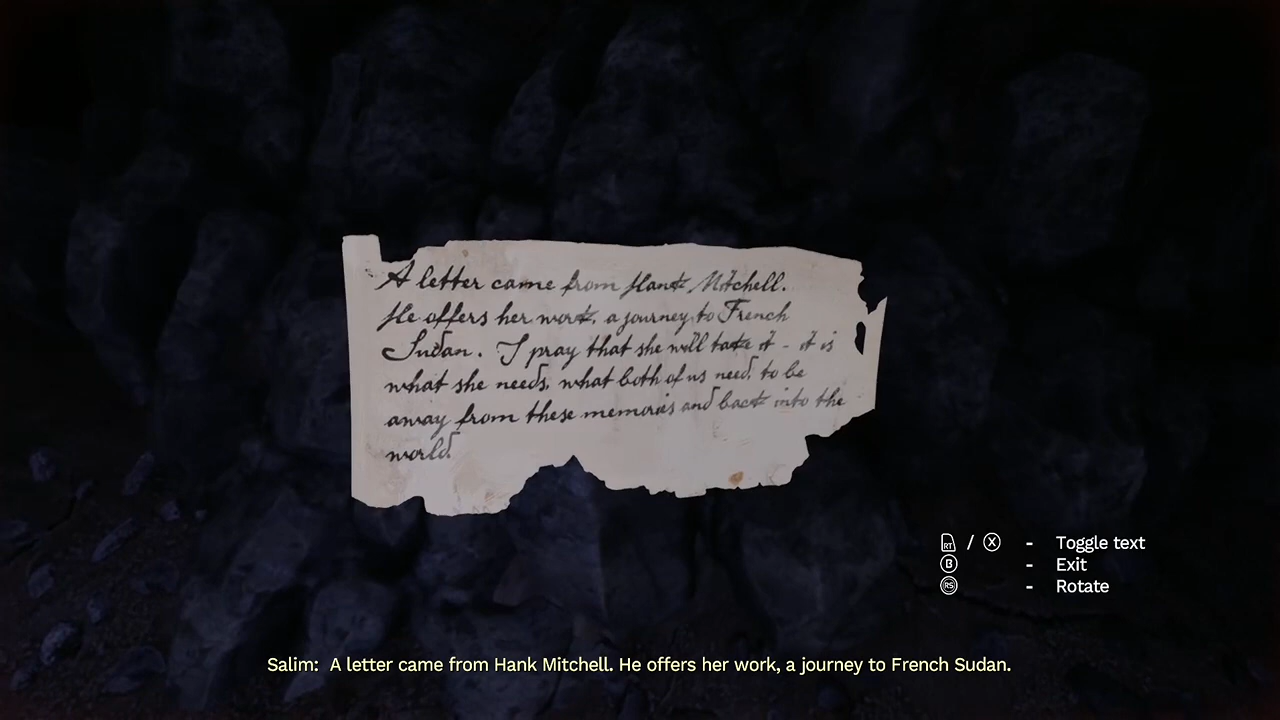 A letter came from Hank Mitchell.
He offers her work, a journey to French
Sudan. I pray that she will take it - it is
what she needs, what both of us need, to be
away from these memories and back into the
world.
RT / X - Toggle text
B - Exit
RS - Rotate
Salim: A letter came from Hank Mitchell. He offers her work, a journey to French Sudan.